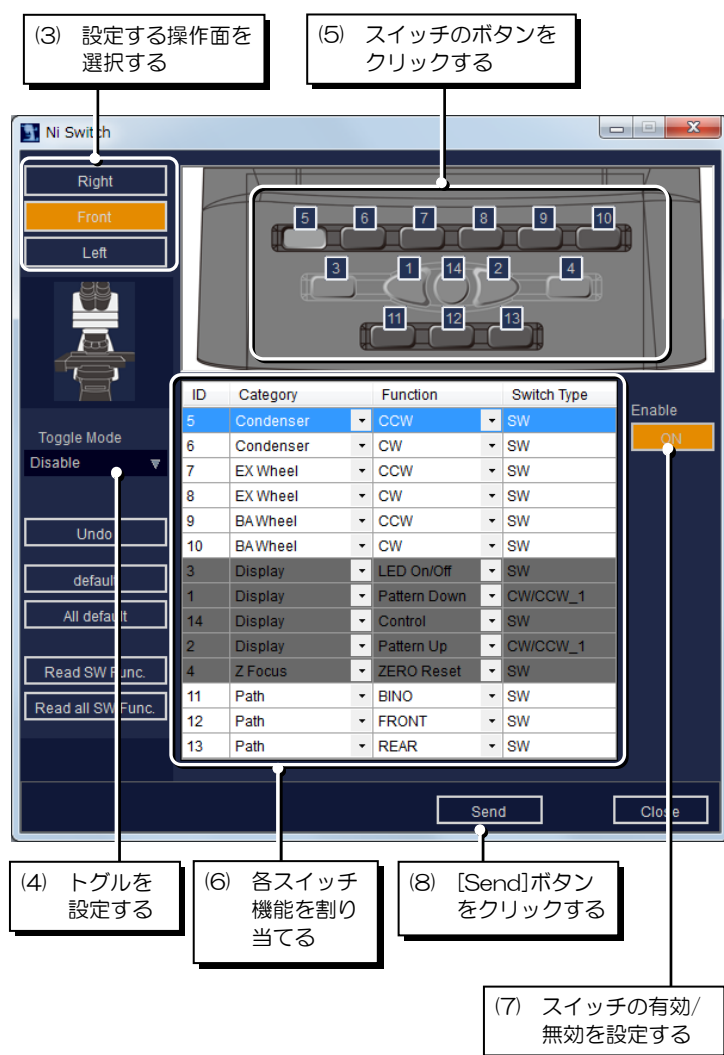 (3) 設定する操作面を
選択する
(5) スイッチのボタンを
クリックする
Ni Switch
Right
Front
Left
5 6 7 8 9 10
3 1 14 2 4
11 12 13
ID Category Function Switch Type
5 Condenser CCW SW
6 Condenser CW SW
7 EX Wheel CCW SW
8 EX Wheel CW SW
9 BA Wheel CCW SW
10 BA Wheel CW SW
3 Display LED On/Off SW
1 Display Pattern Down CW/CCW_1
14 Display Control SW
2 Display Pattern Up CW/CCW_1
4 Z Focus ZERO Reset SW
11 Path BINO SW
12 Path FRONT SW
13 Path REAR SW
Enable
ON
Toggle Mode
Disable
Undo
default
All default
Read SW Func.
Read all SW Func.
Send Close
(4) トグルを
設定する
(6) 各スイッチ
機能を割り
当てる
(8) [Send]ボタン
をクリックする
(7) スイッチの有効/
無効を設定する